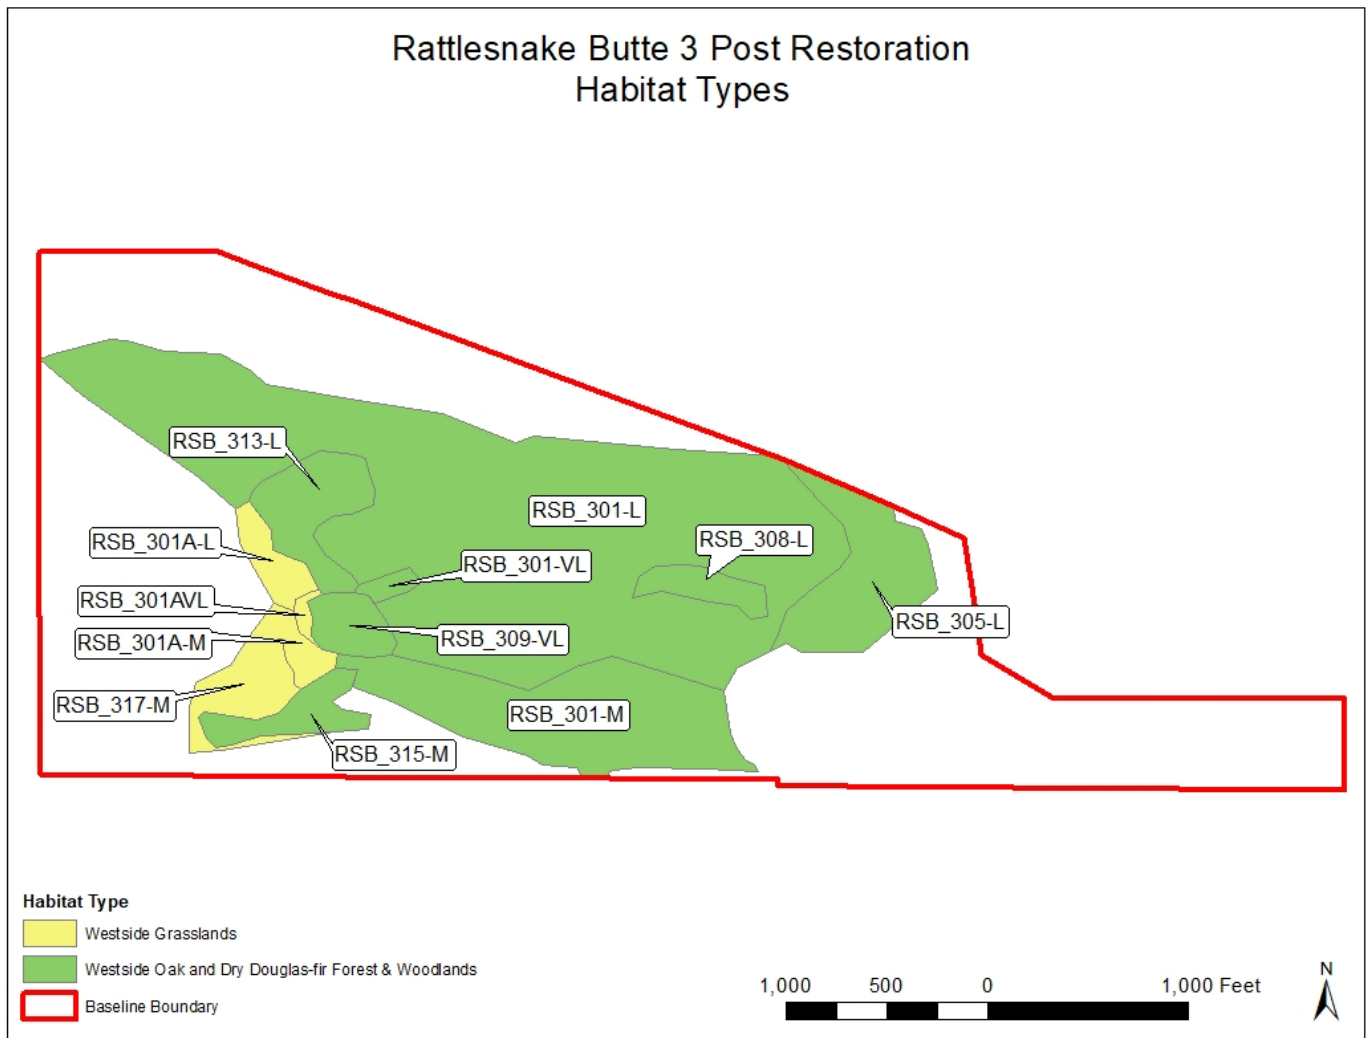 Rattlesnake Butte 3 Post Restoration
Habitat Types
RSB_313-L
RSB_301-L
RSB_301A-L
RSB_308-L
RSB_301-VL
RSB_301AVL
RSB_305-L
RSB_301A-M
RSB_309-VL
RSB_317-M
RSB_301-M
RSB_315-M
Habitat Type
Westside Grasslands
Westside Oak and Dry Douglas-fir Forest & Woodlands
Baseline Boundary
1,000 500 0 1,000 Feet
N